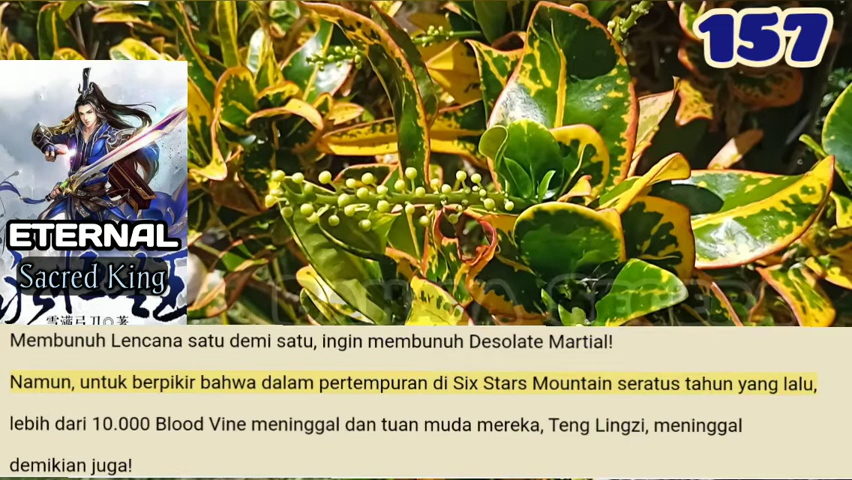 157
ETERNAL
Sacred King
Membunuh Lencana satu demi satu, ingin membunuh Desolate Martial!
Namun, untuk berpikir bahwa dalam pertempuran di Six Stars Mountain seratus tahun yang lalu,
lebih dari 10.000 Blood Vine meninggal dan tuan muda mereka, Teng Lingzi, meninggal
demikian juga!